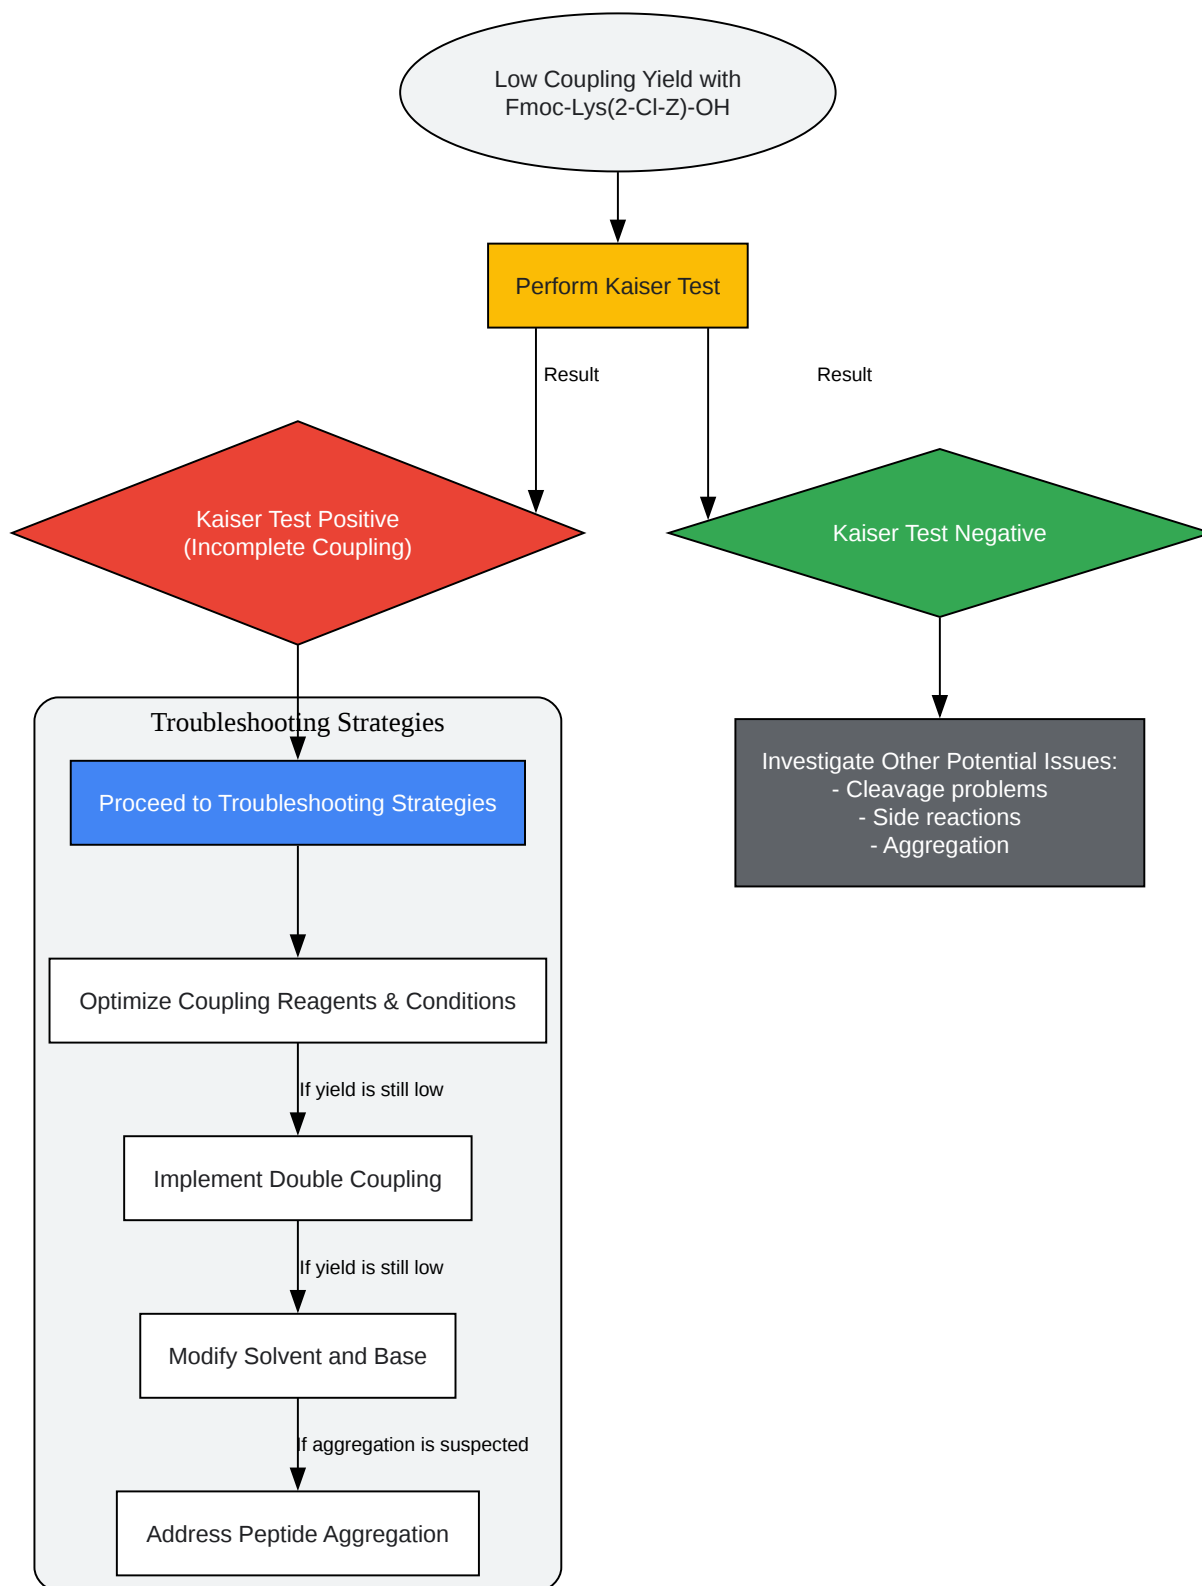 Low Coupling Yield with
Fmoc-Lys(2-Cl-Z)-OH
Perform Kaiser Test
Result
Result
Kaiser Test Positive
(Incomplete Coupling)
Kaiser Test Negative
Troubleshooting Strategies
Proceed to Troubleshooting Strategies
Investigate Other Potential Issues:
- Cleavage problems
- Side reactions
- Aggregation
Optimize Coupling Reagents & Conditions
If yield is still low
Implement Double Coupling
If yield is still low
Modify Solvent and Base
If aggregation is suspected
Address Peptide Aggregation